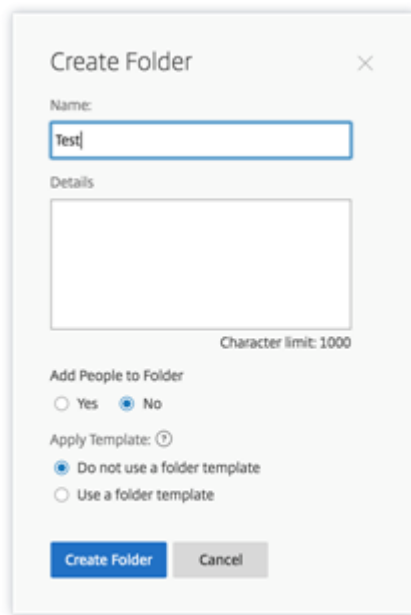 Create Folder
Name:
Test
Details
Character limit: 1000
Add People to Folder
Yes No
Apply Template: ?
Do not use a folder template
Use a folder template
Create Folder Cancel